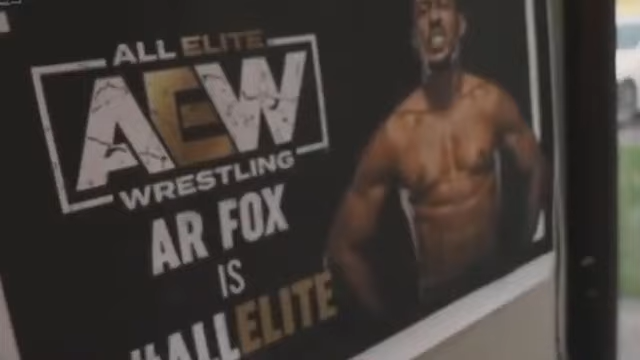 ALL ELITE
AEW
WRESTLING
AR FOX
IS
#ALLELITE